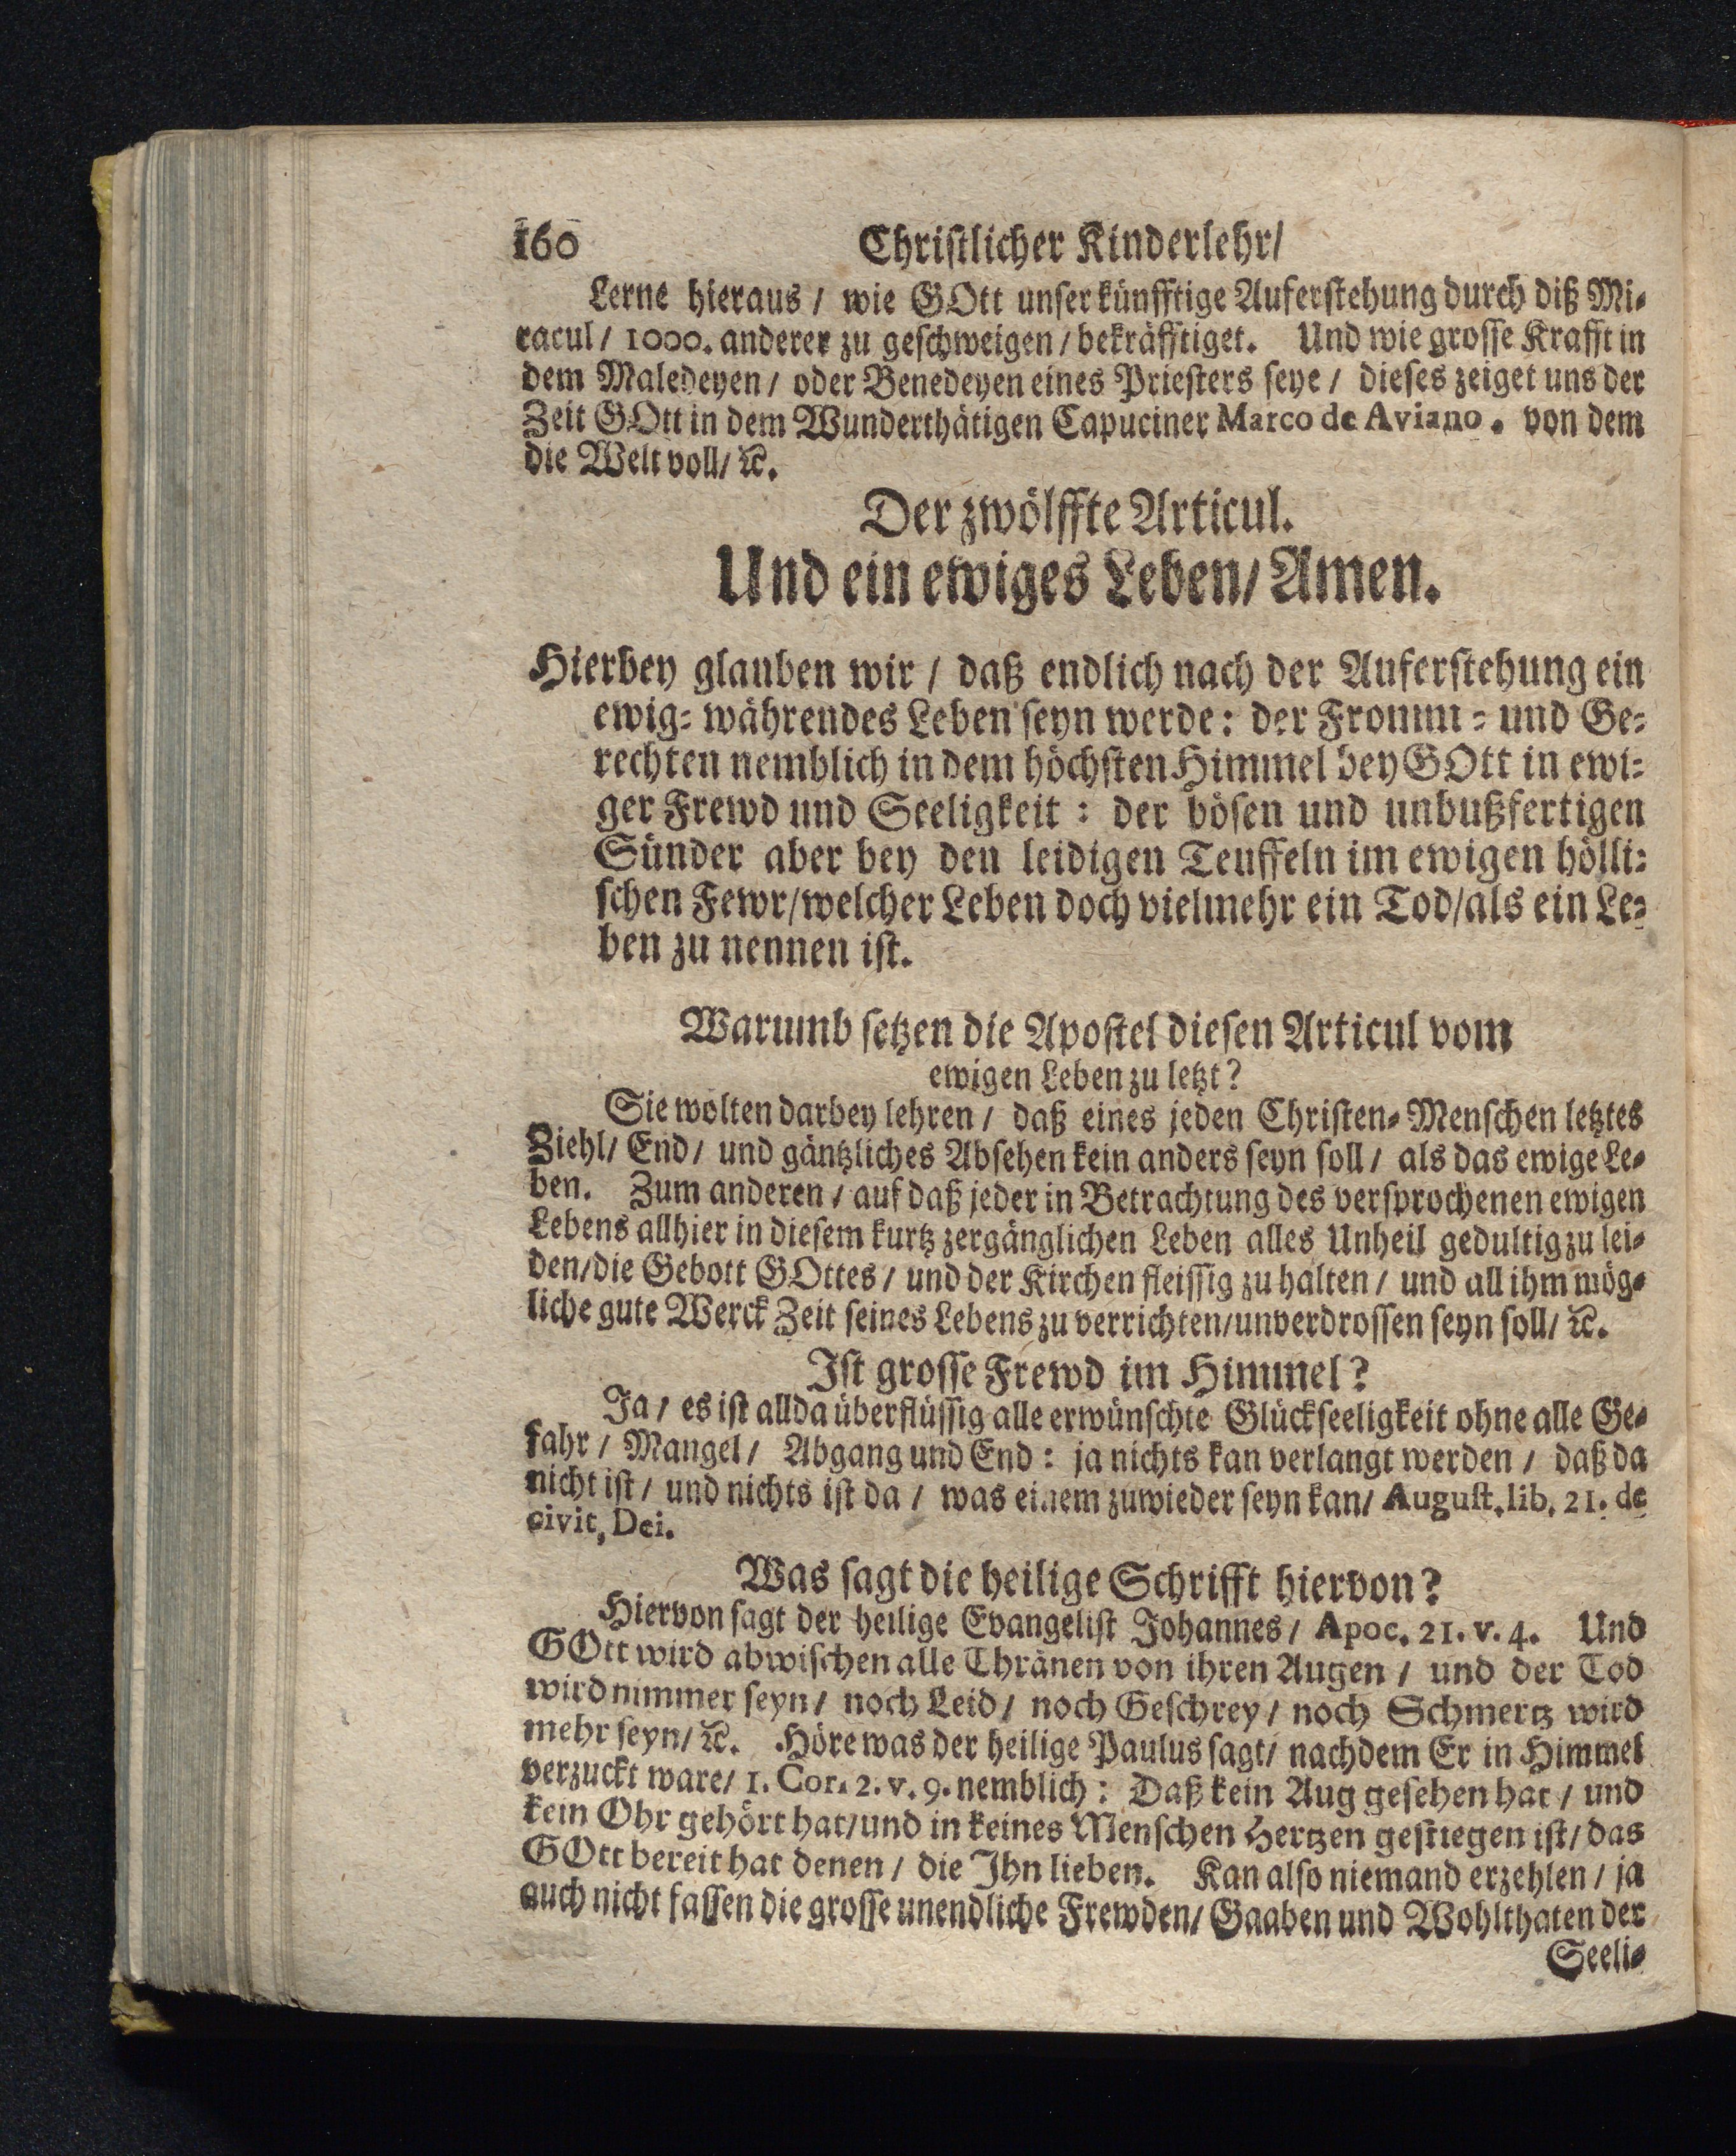 160 Christlicher Kinderlehr/
Lerne hieraus / wie GOtt unser künfftige Auferstehung durch diß Mi-
racul / 1000. anderer zu geschweigen / bekräfftiget. Und wie grosse Krafft in
dem Maledeyen / oder Benedeyen eines Priesters seye / dieses zeiget uns der
Zeit GOtt in dem Wunderthätigen Capuciner Marco de Aviano. von dem
die Welt voll/ ꝛc.
Der zwölffte Articul.
Und ein ewiges Leben/ Amen.
Hierbey glauben wir / daß endlich nach der Auferstehung ein
ewig-währendes Leben seyn werde: der Fromm- und Ge-
rechten nemblich in dem höchsten Himmel bey GOtt in ewi-
ger Frewd und Seeligkeit: der bösen und unbußfertigen
Sünder aber bey den leidigen Teuffeln im ewigen hölli-
schen Fewr/welcher Leben doch vielmehr ein Tod/als ein Le-
ben zu nennen ist.
Warumb setzen die Apostel diesen Articul vom
ewigen Leben zu letzt?
Sie wolten darbey lehren / daß eines jeden Christen-Menschen letztes
Ziehl/ End/ und gäntzliches Absehen kein anders seyn soll / als das ewige Le-
ben. Zum anderen / auf daß jeder in Betrachtung des versprochenen ewigen
Lebens allhier in diesem kurtz zergänglichen Leben alles Unheil gedultig zu lei-
den/die Gebott GOttes / und der Kirchen fleissig zu halten / und all ihm mög-
liche gute Werck Zeit seines Lebens zu verrichten/unverdrossen seyn soll/ ꝛc.
Ist grosse Frewd im Himmel?
Ja / es ist allda überflüssig alle erwünschte Glückseeligkeit ohne alle Ge-
fahr / Mangel / Abgang und End: ja nichts kan verlangt werden / daß da
nicht ist / und nichts ist da / was einem zuwieder seyn kan/ August. lib. 21. de
civit. Dei.
Was sagt die heilige Schrifft hiervon?
Hiervon sagt der heilige Evangelist Johannes / Apoc. 21. v. 4. Und
GOtt wird abwischen alle Thränen von ihren Augen / und der Tod
wird nimmer seyn / noch Leid / noch Geschrey / noch Schmertz wird
mehr seyn/ ꝛc. Höre was der heilige Paulus sagt/ nachdem Er in Himmel
verzuckt ware/ 1. Cor. 2. v. 9. nemblich: Daß kein Aug gesehen hat / und
kein Ohr gehört hat/und in keines Menschen Hertzen gestiegen ist/ das
GOtt bereit hat denen / die Ihn lieben. Kan also niemand erzehlen / ja
auch nicht fassen die grosse unendliche Frewden/ Gaaben und Wohlthaten der
Seeli-